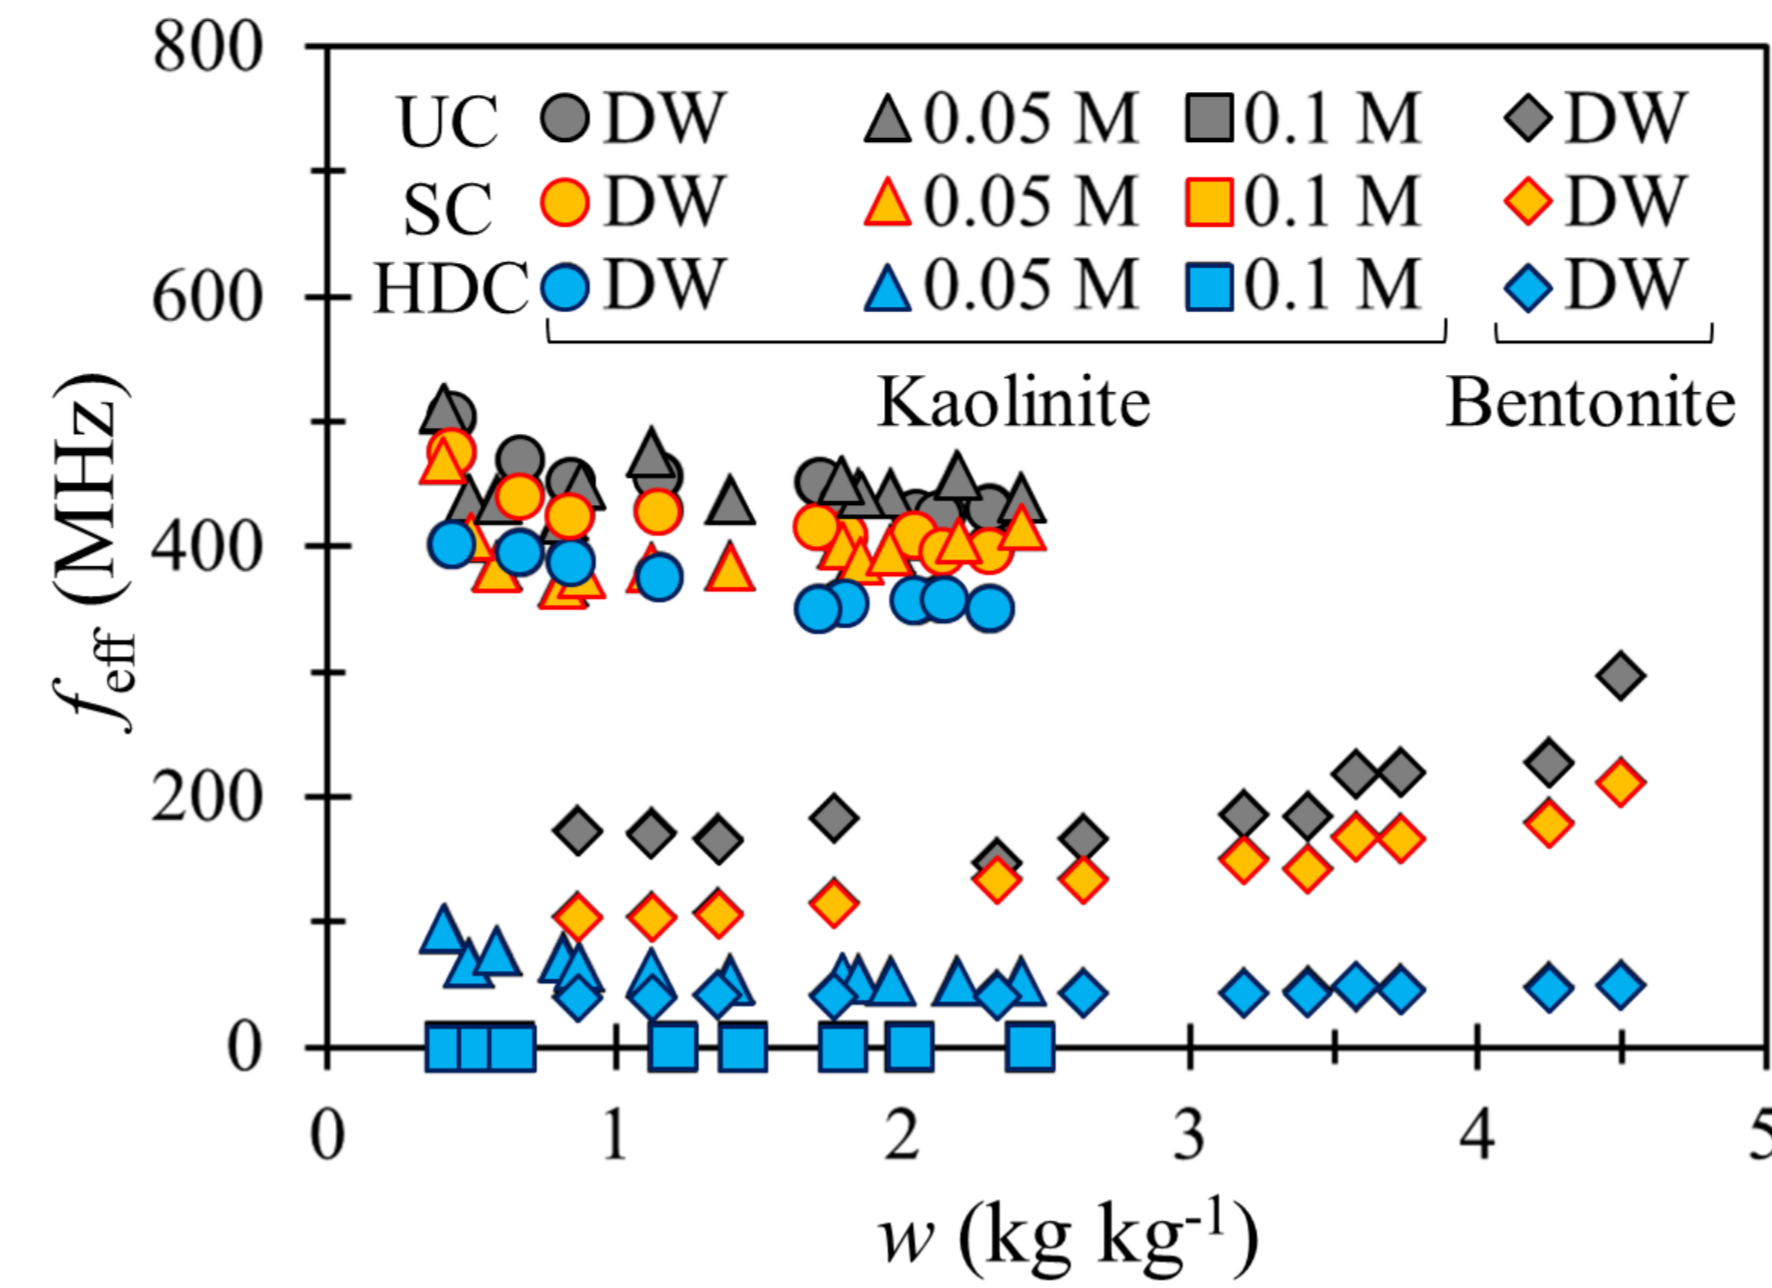 800
UC DW 0.05 M 0.1 M DW
SC DW 0.05 M 0.1 M DW
HDC DW 0.05 M 0.1 M DW
600
Kaolinite Bentonite
400
200
0
f_eff (MHz)
0 1 2 3 4 5
w (kg kg⁻¹)